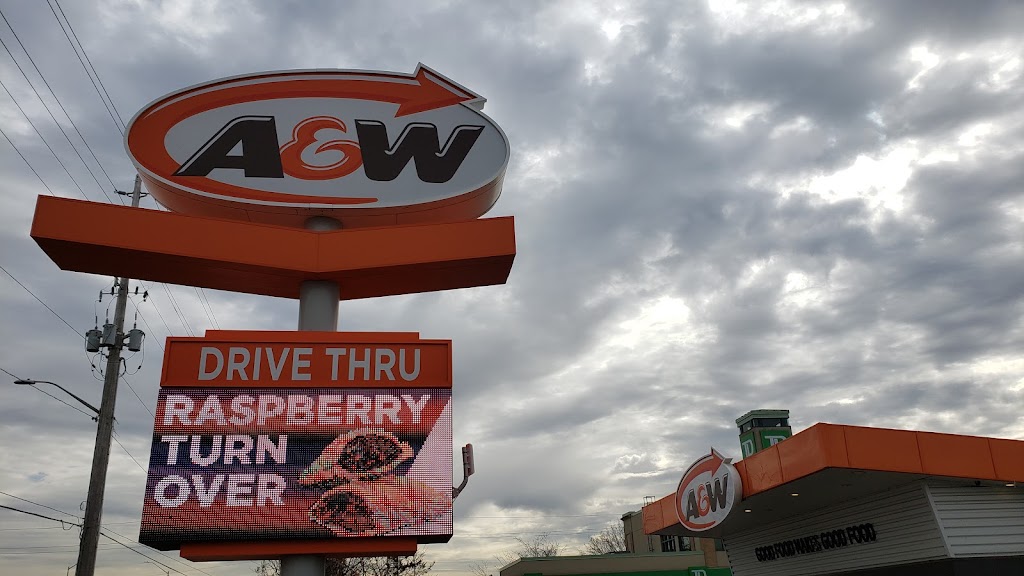 A&W
DRIVE THRU
RASPBERRY
TURN
OVER
A&W
GOOD FOOD MAKES GOOD FOOD